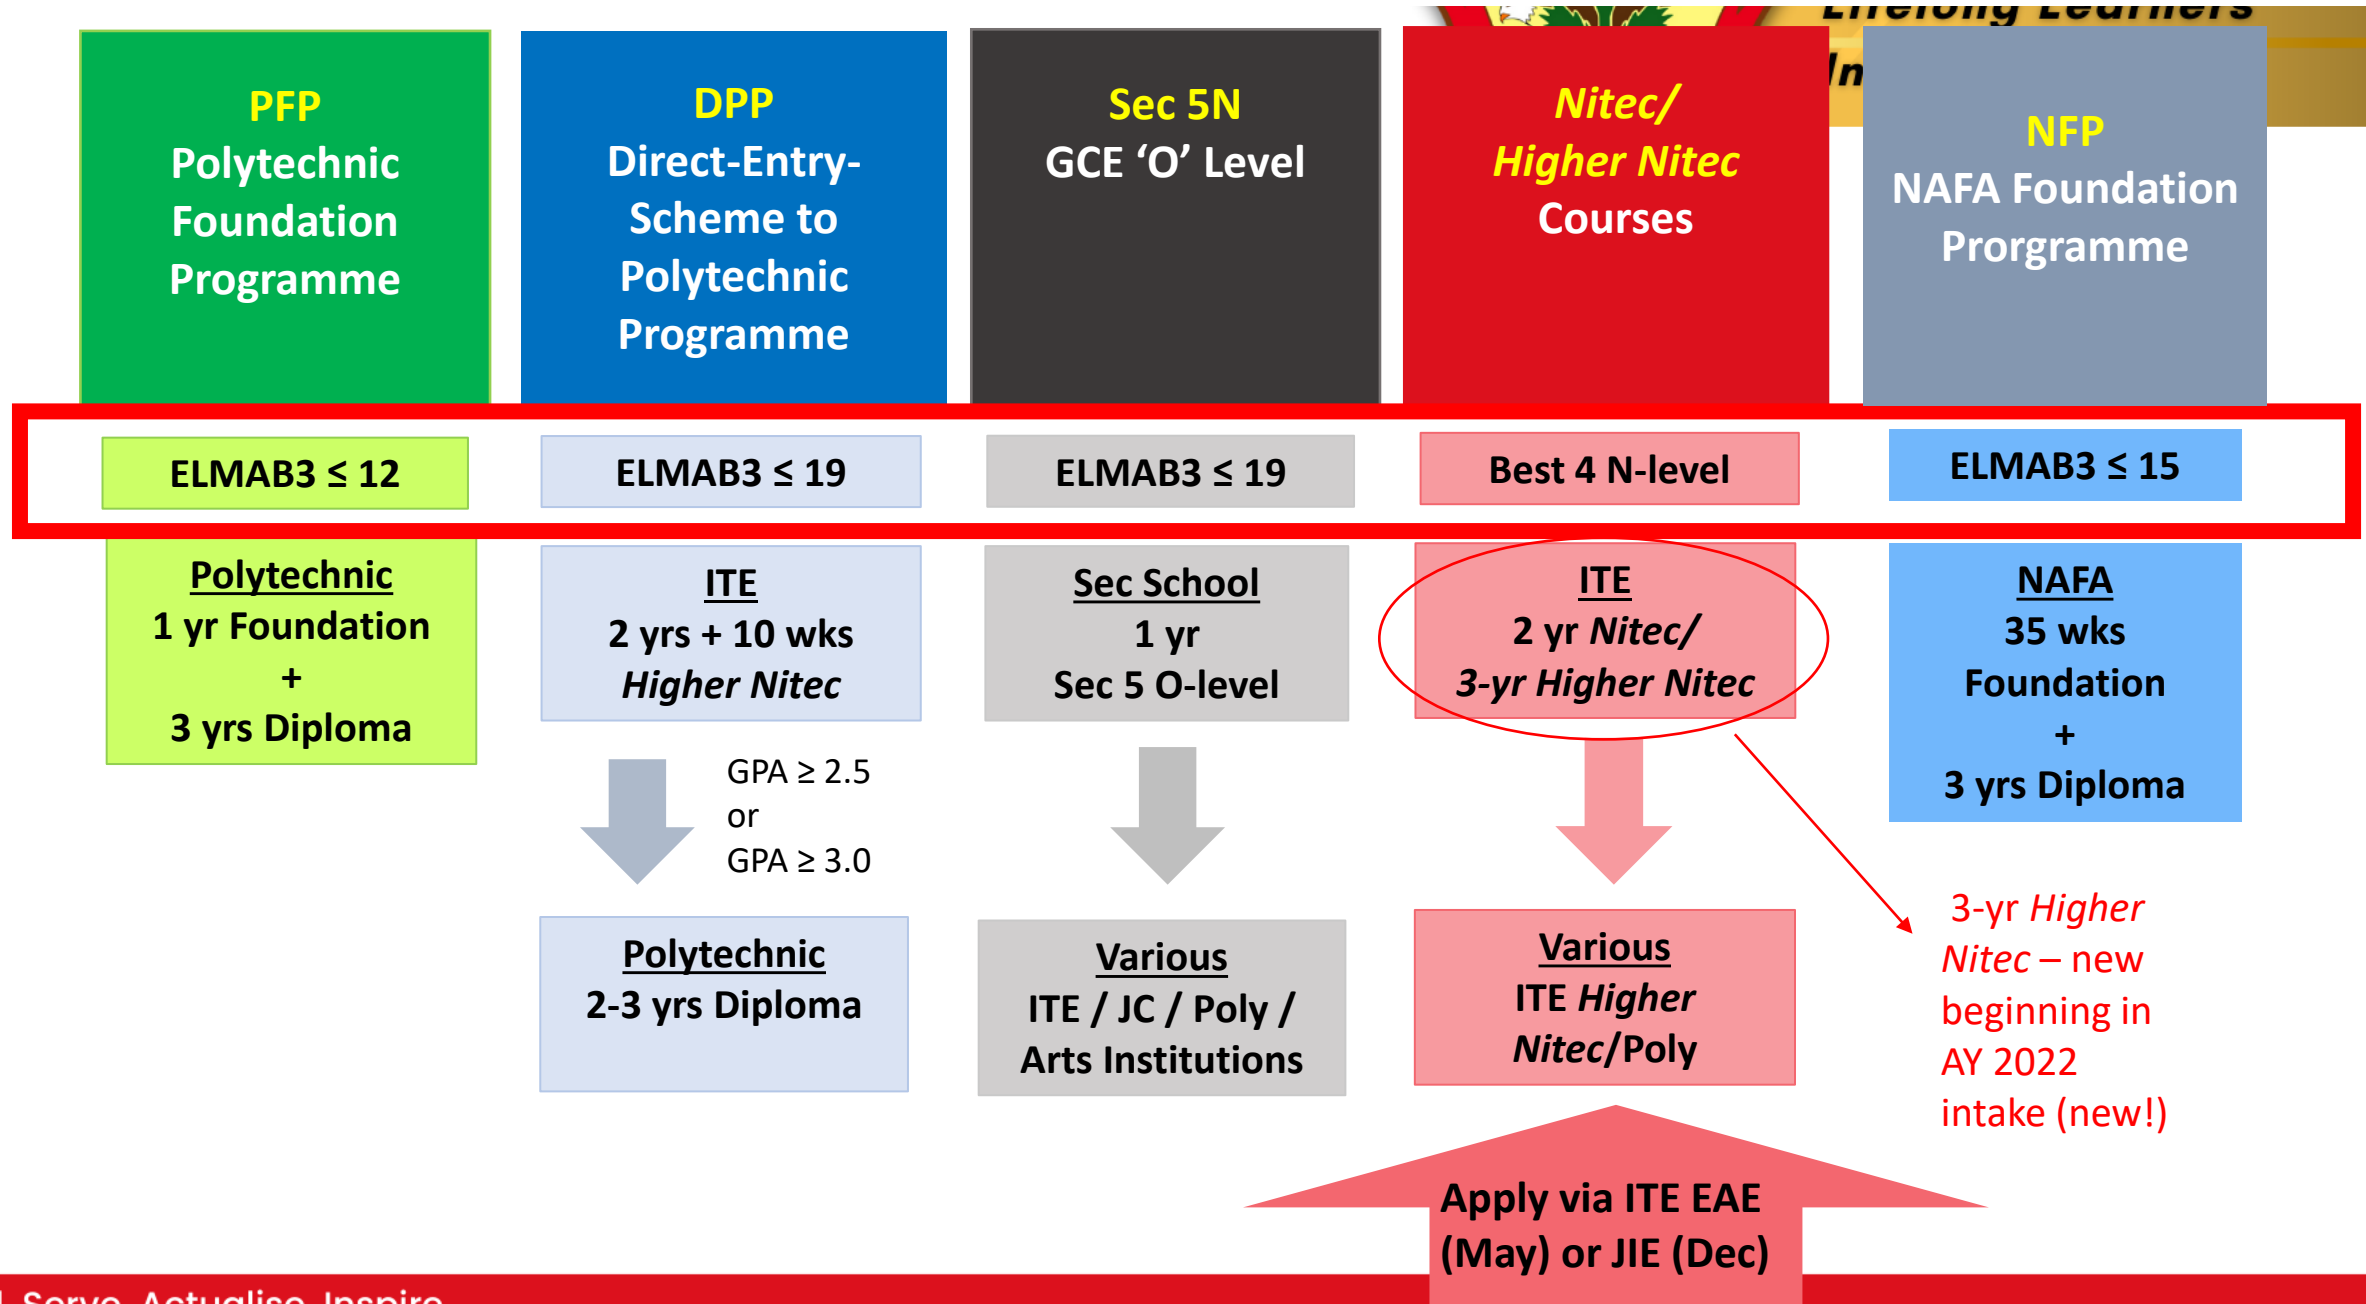 Lifelong Learners
PFP
Polytechnic
Foundation
Programme
DPP
Direct-Entry-
Scheme to
Polytechnic
Programme
Sec 5N
GCE ‘O’ Level
Nitec/
Higher Nitec
Courses
NFP
NAFA Foundation
Prorgramme
ELMAB3 ≤ 12
ELMAB3 ≤ 19
ELMAB3 ≤ 19
Best 4 N-level
ELMAB3 ≤ 15
Polytechnic
1 yr Foundation
+
3 yrs Diploma
ITE
2 yrs + 10 wks
Higher Nitec
GPA ≥ 2.5
or
GPA ≥ 3.0
Polytechnic
2-3 yrs Diploma
Sec School
1 yr
Sec 5 O-level
Various
ITE / JC / Poly /
Arts Institutions
ITE
2 yr Nitec/
3-yr Higher Nitec
Various
ITE Higher
Nitec/Poly
Apply via ITE EAE
(May) or JIE (Dec)
NAFA
35 wks
Foundation
+
3 yrs Diploma
3-yr Higher
Nitec – new
beginning in
AY 2022
intake (new!)
Serve. Actualise. Inspire